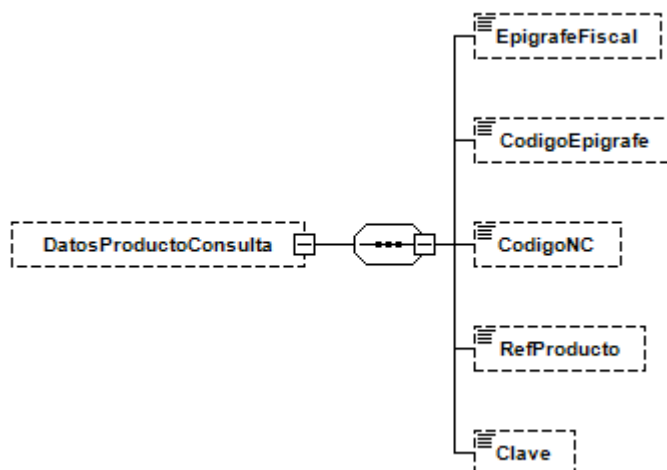 EpigrafeFiscal
CodigoEpigrafe
DatosProductoConsulta
CodigoNC
RefProducto
Clave